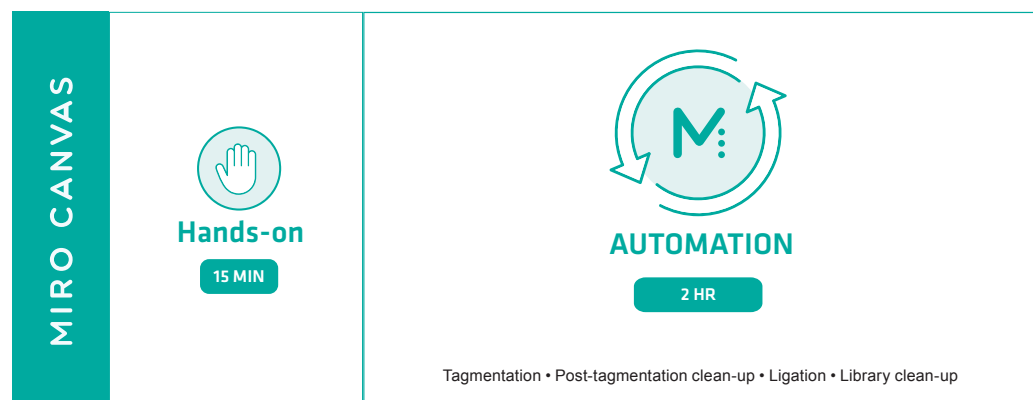 MIRO CANVAS
Hands-on
15 MIN
M
AUTOMATION
2 HR
Tagmentation • Post-tagmentation clean-up • Ligation • Library clean-up